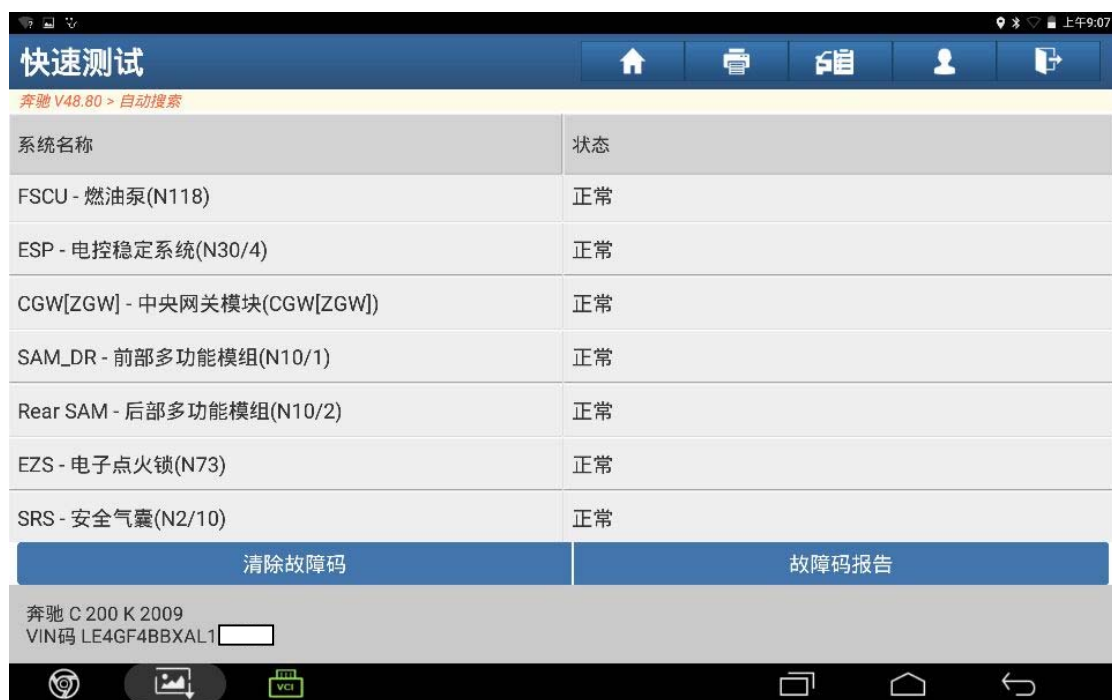 上午9:07
快速测试
奔驰 V48.80 > 自动搜索
系统名称 状态
FSCU - 燃油泵(N118) 正常
ESP - 电控稳定系统(N30/4) 正常
CGW[ZGW] - 中央网关模块(CGW[ZGW]) 正常
SAM_DR - 前部多功能模组(N10/1) 正常
Rear SAM - 后部多功能模组(N10/2) 正常
EZS - 电子点火锁(N73) 正常
SRS - 安全气囊(N2/10) 正常
清除故障码 故障码报告
奔驰 C 200 K 2009
VIN码 LE4GF4BBXAL1
VCI